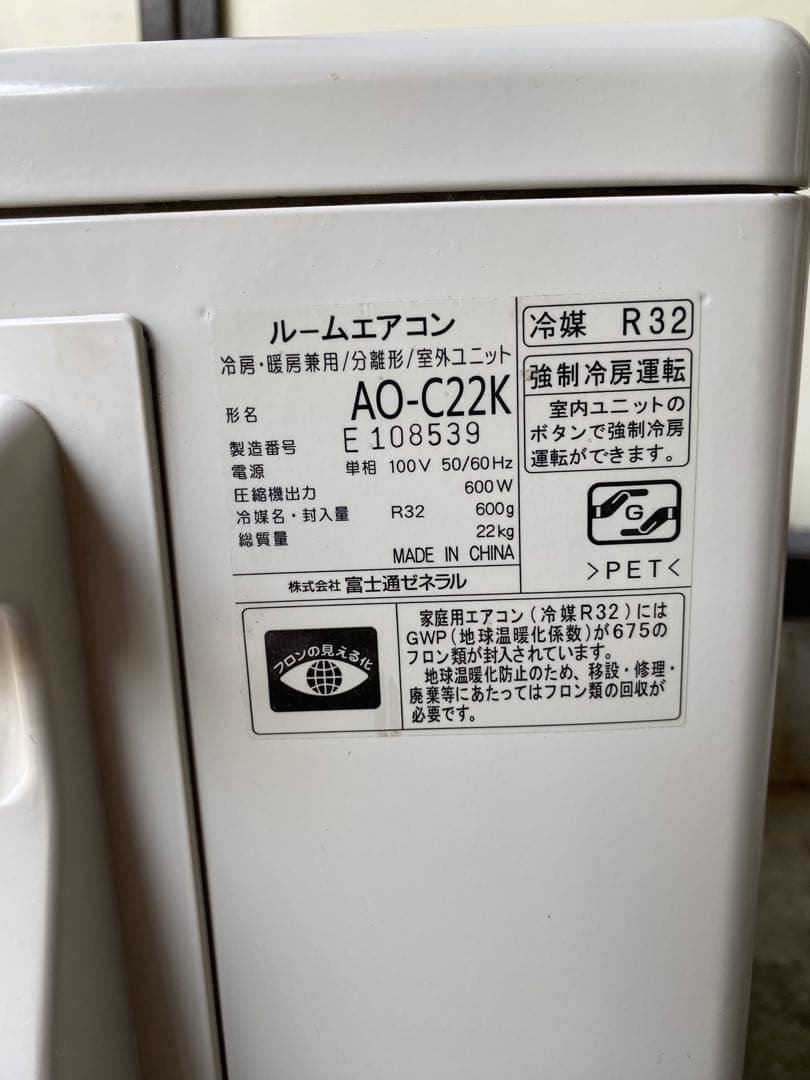 ルームエアコン
冷房・暖房兼用/分離形/室外ユニット
形名 AO-C22K
製造番号 E 108539
電源 単相 100V 50/60Hz
圧縮機出力 600W
冷媒名・封入量 R32 600g
総質量 22kg
MADE IN CHINA
株式会社 富士通ゼネラル
冷媒 R32
強制冷房運転
室内ユニットの
ボタンで強制冷房
運転ができます。
G
>PET<
フロンの見える化
家庭用エアコン(冷媒R32)には
GWP(地球温暖化係数)が675の
フロン類が封入されています。
地球温暖化防止のため、移設・修理・
廃棄等にあたってはフロン類の回収が
必要です。